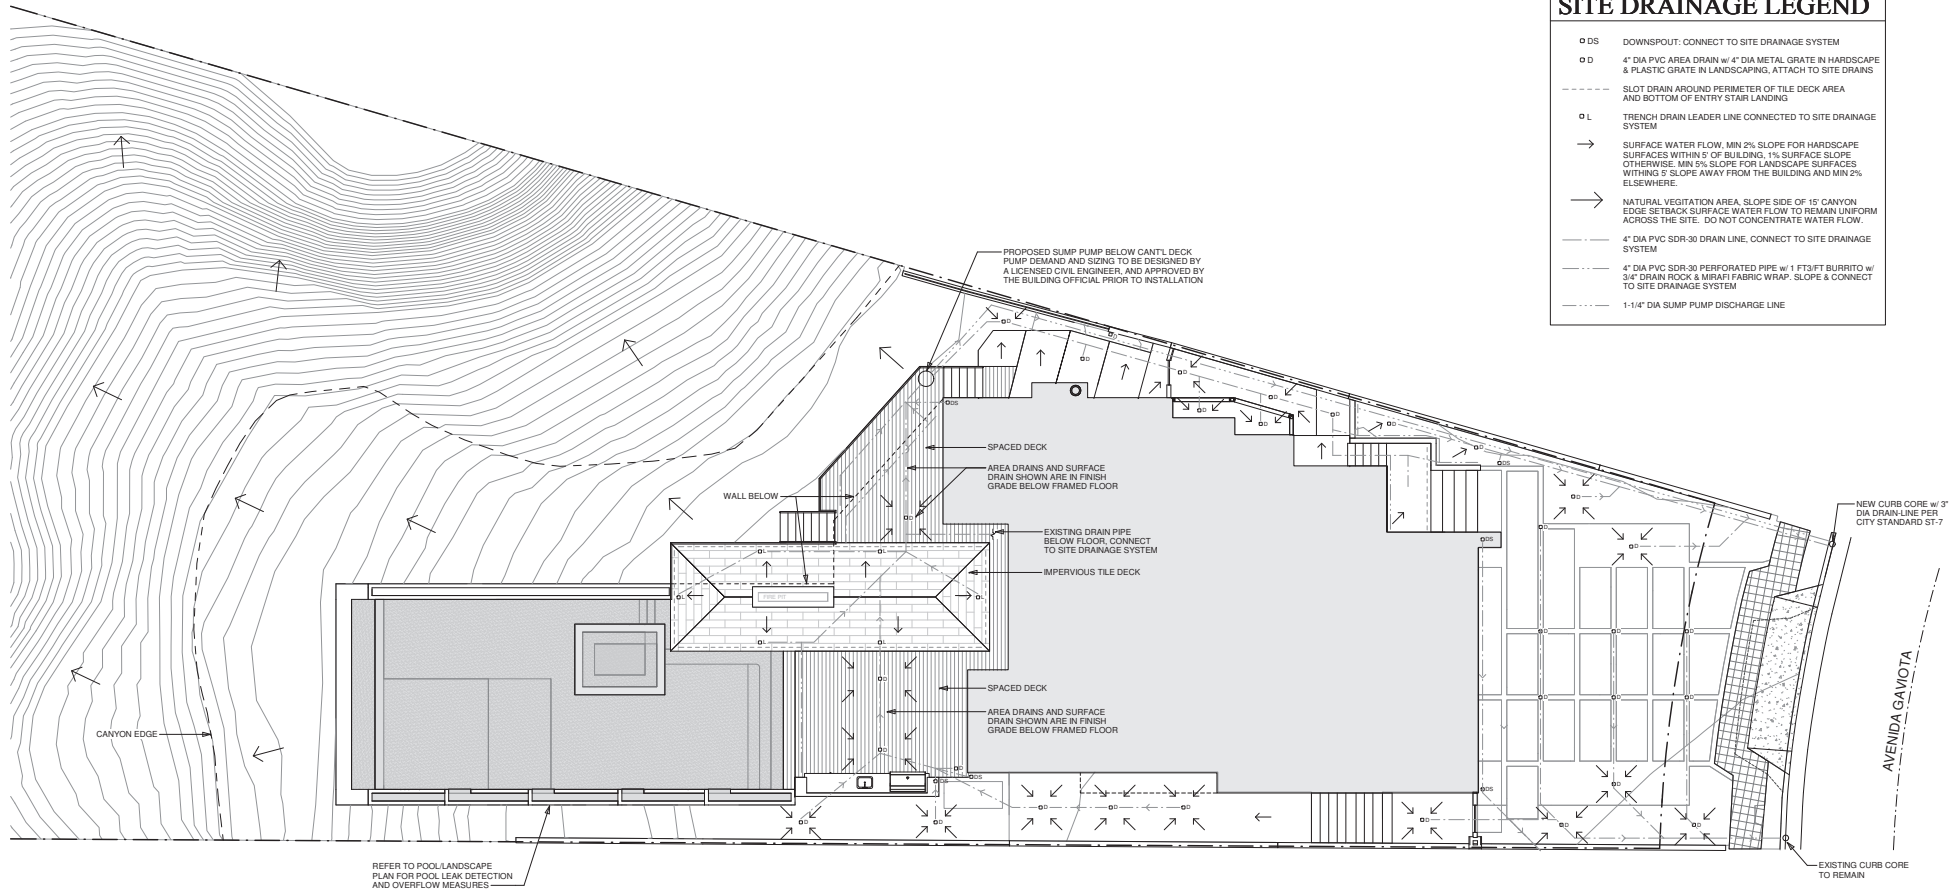 SITE DRAINAGE LEGEND
DS
DOWNSPOUT: CONNECT TO SITE DRAINAGE SYSTEM
D
4" DIA PVC AREA DRAIN w/ 4" DIA METAL GRATE IN HARDSCAPE
& PLASTIC GRATE IN LANDSCAPING, ATTACH TO SITE DRAINS
SLOT DRAIN AROUND PERIMETER OF TILE DECK AREA
AND BOTTOM OF ENTRY STAIR LANDING
L
TRENCH DRAIN LEADER LINE CONNECTED TO SITE DRAINAGE
SYSTEM
SURFACE WATER FLOW, MIN 2% SLOPE FOR HARDSCAPE
SURFACES WITHIN 5' OF BUILDING, 1% SURFACE SLOPE
OTHERWISE. MIN 5% SLOPE FOR LANDSCAPE SURFACES
WITHING 5' SLOPE AWAY FROM THE BUILDING AND MIN 2%
ELSEWHERE.
NATURAL VEGITATION AREA, SLOPE SIDE OF 15' CANYON
EDGE SETBACK SURFACE WATER FLOW TO REMAIN UNIFORM
ACROSS THE SITE. DO NOT CONCENTRATE WATER FLOW.
4" DIA PVC SDR-30 DRAIN LINE, CONNECT TO SITE DRAINAGE
SYSTEM
4" DIA PVC SDR-30 PERFORATED PIPE w/ 1 FT3/FT BURRITO w/
3/4" DRAIN ROCK & MIRAFI FABRIC WRAP. SLOPE & CONNECT
TO SITE DRAINAGE SYSTEM
1-1/4" DIA SUMP PUMP DISCHARGE LINE
PROPOSED SUMP PUMP BELOW CANT'L DECK
PUMP DEMAND AND SIZING TO BE DESIGNED BY
A LICENSED CIVIL ENGINEER, AND APPROVED BY
THE BUILDING OFFICIAL PRIOR TO INSTALLATION
SPACED DECK
AREA DRAINS AND SURFACE
DRAIN SHOWN ARE IN FINISH
GRADE BELOW FRAMED FLOOR
WALL BELOW
EXISTING DRAIN PIPE
BELOW FLOOR, CONNECT
TO SITE DRAINAGE SYSTEM
IMPERVIOUS TILE DECK
FIRE PIT
SPACED DECK
AREA DRAINS AND SURFACE
DRAIN SHOWN ARE IN FINISH
GRADE BELOW FRAMED FLOOR
CANYON EDGE
REFER TO POOL/LANDSCAPE
PLAN FOR POOL LEAK DETECTION
AND OVERFLOW MEASURES
NEW CURB CORE w/ 3"
DIA DRAIN-LINE PER
CITY STANDARD ST-7
AVENIDA GAVIOTA
EXISTING CURB CORE
TO REMAIN